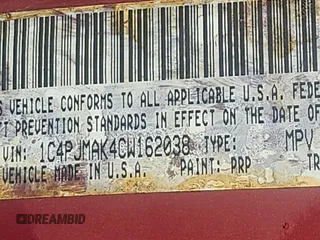 S VEHICLE CONFORMS TO ALL APPLICABLE U.S.A. FEDE
T PREVENTION STANDARDS IN EFFECT ON THE DATE OF
VIN: 1C4PJMAK4CW162038 TYPE: MPV
VEHICLE MADE IN U.S.A. PAINT: PRP TR
DREAMBID